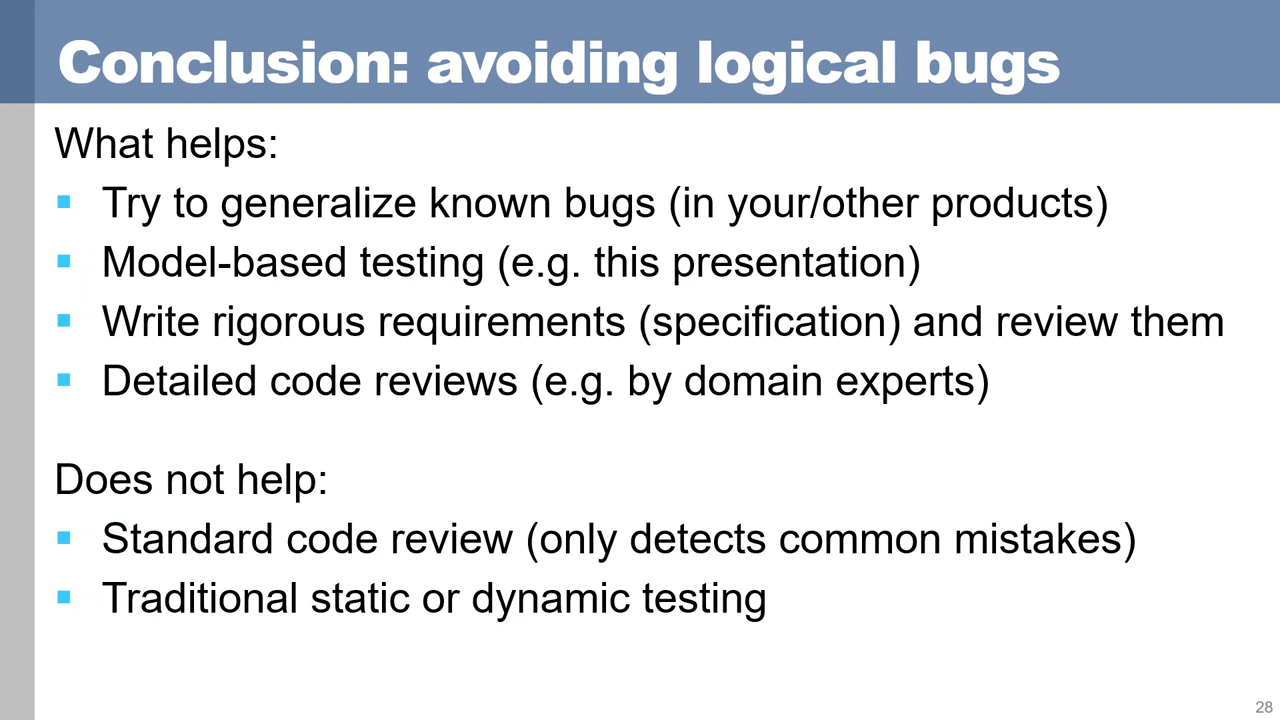 Conclusion: avoiding logical bugs
What helps:
▪ Try to generalize known bugs (in your/other products)
▪ Model-based testing (e.g. this presentation)
▪ Write rigorous requirements (specification) and review them
▪ Detailed code reviews (e.g. by domain experts)
Does not help:
▪ Standard code review (only detects common mistakes)
▪ Traditional static or dynamic testing
28